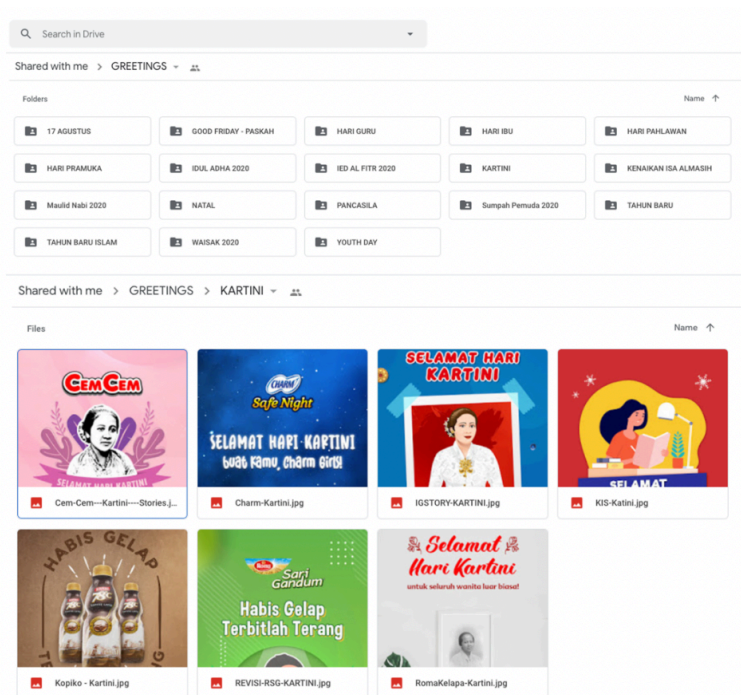 Search in Drive
Shared with me > GREETINGS
Folders
Name
17 AGUSTUS
GOOD FRIDAY - PASKAH
HARI GURU
HARI IBU
HARI PAHLAWAN
HARI PRAMUKA
IDUL ADHA 2020
IED AL FITR 2020
KARTINI
KENAIKAN ISA ALMASIH
Maulid Nabi 2020
NATAL
PANCASILA
Sumpah Pemuda 2020
TAHUN BARU
TAHUN BARU ISLAM
WAISAK 2020
YOUTH DAY
Shared with me > GREETINGS > KARTINI
Files
Name
CEMCEM
SELAMAT HARI KARTINI
Cem-Cem---Kartini----Stories.j...
CHARM
Safe Night
SELAMAT HARI KARTINI
buat Kamu, Charm Girls!
Charm-Kartini.jpg
SELAMAT HARI
KARTINI
IGSTORY-KARTINI.jpg
SELAMAT
KIS-Katini.jpg
HABIS GELAP
Kopiko - Kartini.jpg
Roma
Sari
Gandum
Habis Gelap
Terbitlah Terang
REVISI-RSG-KARTINI.jpg
Selamat
Hari Kartini
untuk seluruh wanita luar biasa!
RomaKelapa-Kartini.jpg